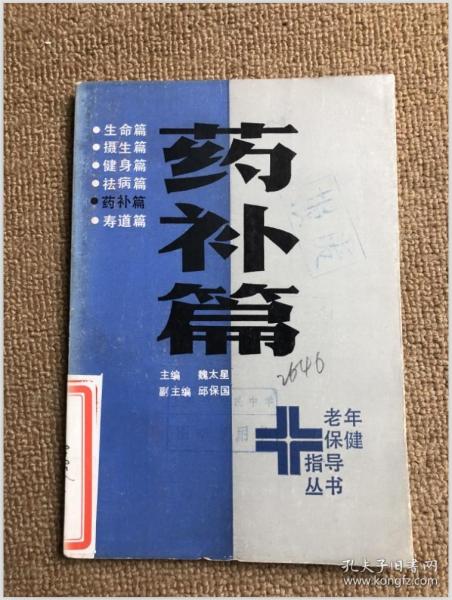 生命篇
摄生篇
健身篇
祛病篇
药补篇
寿道篇
药补篇
主编 魏太星
副主编 邱保国
2646
老年
保健
指导
丛书
孔夫子旧书网
www.kongfz.com